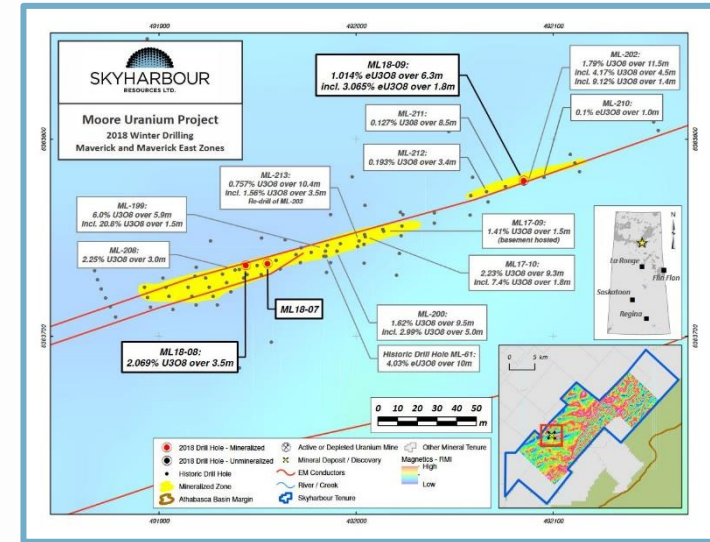 491900
492000
492100
SKYHARBOUR
RESOURCES LTD.
Moore Uranium Project
2018 Winter Drilling
Maverick and Maverick East Zones
ML18-09:
1.014% eU3O8 over 6.3m
incl. 3.065% eU3O8 over 1.8m
ML-202:
1.79% U3O8 over 11.5m
incl. 4.17% U3O8 over 4.5m
incl. 9.12% U3O8 over 1.4m
ML-211:
0.127% U3O8 over 8.5m
ML-210:
0.1% eU3O8 over 1.0m
ML-212:
0.193% U3O8 over 3.4m
ML-213:
0.757% U3O8 over 10.4m
incl. 1.56% U3O8 over 3.5m
Re-drill of ML-203
ML-199:
6.0% U3O8 over 5.9m
incl. 20.8% U3O8 over 1.5m
ML-208:
2.25% U3O8 over 3.0m
ML17-09:
1.41% U3O8 over 1.5m
(basement hosted)
ML17-10:
2.23% U3O8 over 9.3m
incl. 7.4% U3O8 over 1.8m
ML18-07
ML18-08:
2.069% U3O8 over 3.5m
ML-200:
1.62% U3O8 over 9.5m
incl. 2.99% U3O8 over 5.0m
Historic Drill Hole ML-61:
4.03% eU3O8 over 10m
N
La Ronge
Flin Flon
Saskatoon
Regina
0 5
km
0 10 20 30 40 50
m
2018 Drill Hole - Mineralized
2018 Drill Hole - Unmineralized
Historic Drill Hole
Mineralized Zone
Athabasca Basin Margin
Active or Depleted Uranium Mine
Mineral Deposit / Discovery
EM Conductors
River / Creek
Skyharbour Tenure
Other Mineral Tenure
Magnetics - RMI
High
Low
491900
492000
492100